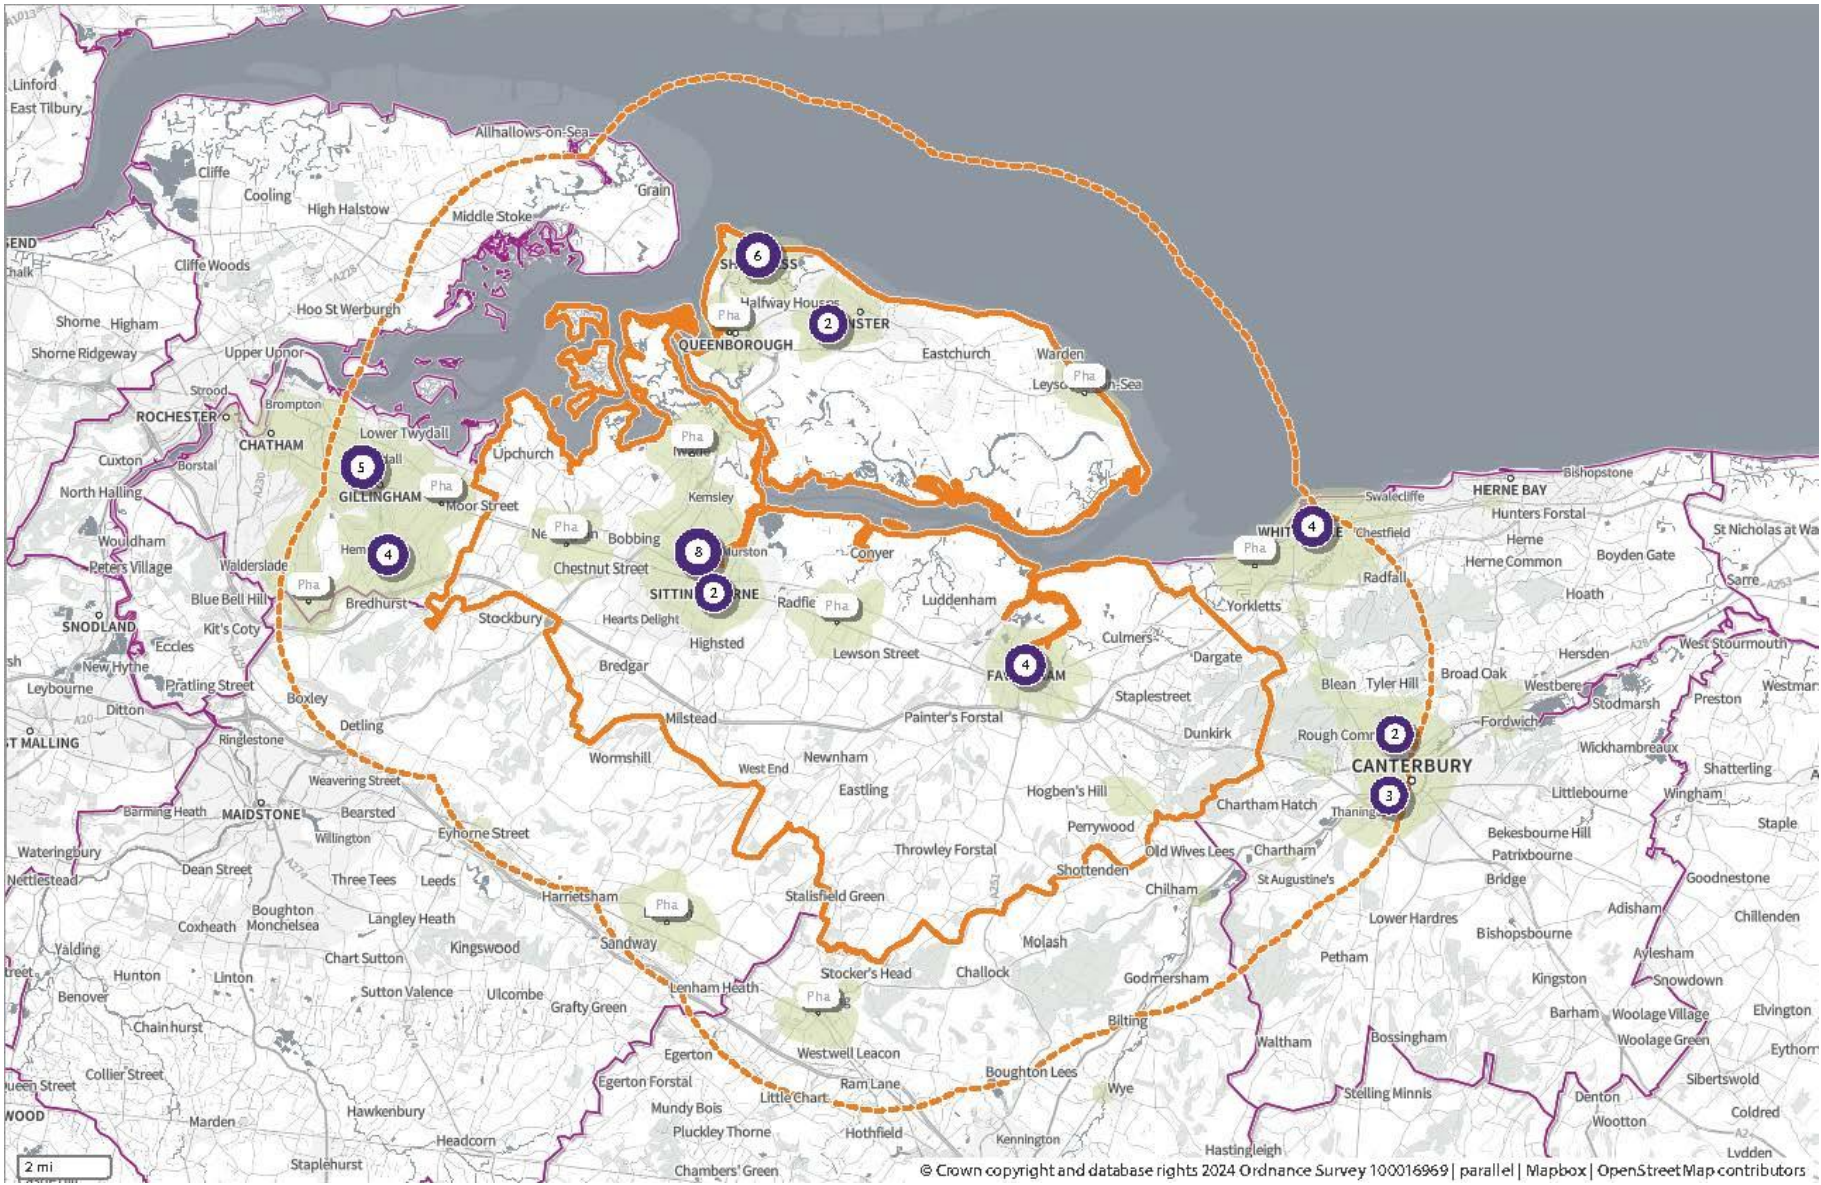 A1013
Linford
East Tilbury
Allhallows-on-Sea
Cliffe
Cooling
High Halstow
Grain
Middle Stoke
Cliffe Woods
A228
Hoo St Werburgh
6
Halfway Houses
Pha
2
QUEENBOROUGH
Shorne
Higham
Shorne Ridgeway
Upper Upnor
Eastchurch
Warden
Pha
Strood
Brompton
ROCHESTER
CHATHAM
Lower Twydall
Pha
Upchurch
Cuxton
Borstal
5
GILLINGHAM
Pha
Moor Street
A230
North Halling
Kemsley
Bishopstone
HERNE BAY
Swalecliffe
Hunters Forstal
St Nicholas at Wa
Pha
Bobbing
8
Conyer
4
Chestfield
Pha
Herne
Herne Common
Boyden Gate
Wouldham
Peters Village
Walderslade
4
Chestnut Street
2
Radfall
Sarre
A253
Hoath
Blue Bell Hill
Pha
Bredhurst
Stockbury
Hearts Delight
Pha
Luddenham
Yorkletts
SNODLAND
Kit's Coty
Eccles
Highsted
Lewson Street
Culmers
Dargate
West Stourmouth
A28
Hersden
New Hythe
Leybourne
Pratling Street
Boxley
Bredgar
4
Staplestreet
Blean
Tyler Hill
Broad Oak
Westbere
Stodmarsh
Preston
Ditton
A20
Detling
Milstead
Painter's Forstal
Fordwich
Ringlestone
Dunkirk
2
Wickhambreaux
Wormshill
Newnham
West End
CANTERBURY
Shatterling
Weavering Street
Eastling
Hogben's Hill
3
Littlebourne
Wingham
Barming Heath
MAIDSTONE
Bearsted
Chartham Hatch
Willington
Eyhorne Street
Perrywood
Bekesbourne Hill
Staple
Wateringbury
Nettlestead
Dean Street
A274
Three Tees
Leeds
Throwley Forstal
Old Wives Lees
Chartham
Patrixbourne
Shottenden
St Augustine's
Bridge
Goodnestone
Harrietsham
Stalisfield Green
A251
Chilham
Boughton
Monchelsea
Coxheath
Langley Heath
Pha
Lower Hardres
Adisham
Chillenden
Yalding
Kingswood
Sandway
Molash
Bishopsbourne
Chart Sutton
Petham
Aylesham
Hunton
Linton
Stocker's Head
Challock
Godmersham
Kingston
Snowdown
Benover
Sutton Valence
Ulcombe
Lenham Heath
Grafty Green
Pha
Barham
Woolage Village
Elvington
Chainhurst
A274
Bilting
Waltham
Bossingham
Woolage Green
Egerton
Westwell Leacon
Collier Street
Boughton Lees
Egerton Forstal
Ram Lane
Little Chart
Wye
Stelling Minnis
Denton
Sibertswold
Mundy Bois
Hawkenbury
Marden
Wootton
Coldred
Pluckley Thorne
Hothfield
Kennington
A2
Headcorn
Hastingleigh
Lydden
Staplehurst
Chambers' Green
2 mi
© Crown copyright and database rights 2024 Ordnance Survey 100016969 | parallel | Mapbox | OpenStreetMap contributors